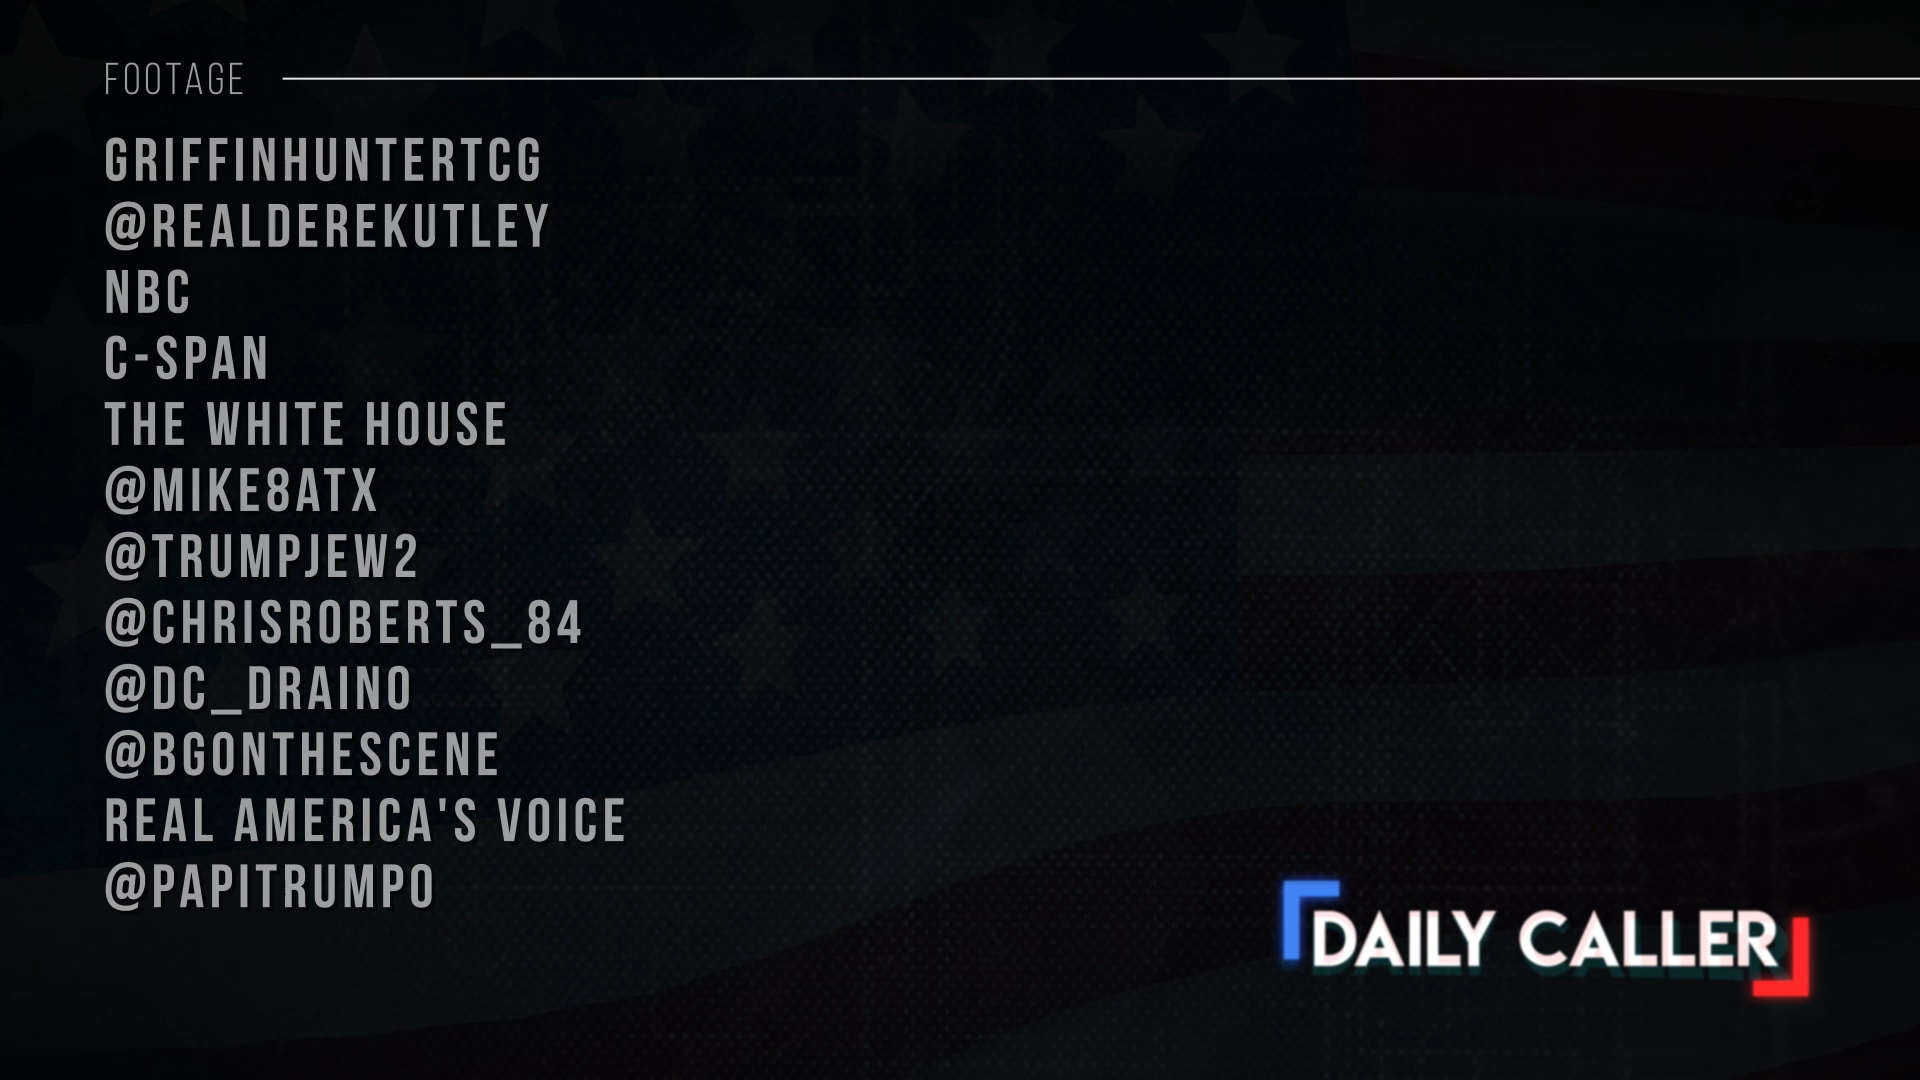 FOOTAGE
GRIFFINHUNTERTCG
@REALDEREKUTLEY
NBC
C-SPAN
THE WHITE HOUSE
@MIKE8ATX
@TRUMPJEW2
@CHRISROBERTS_84
@DC_DRAINO
@BGONTHESCENE
REAL AMERICA'S VOICE
@PAPITRUMPO
DAILY CALLER